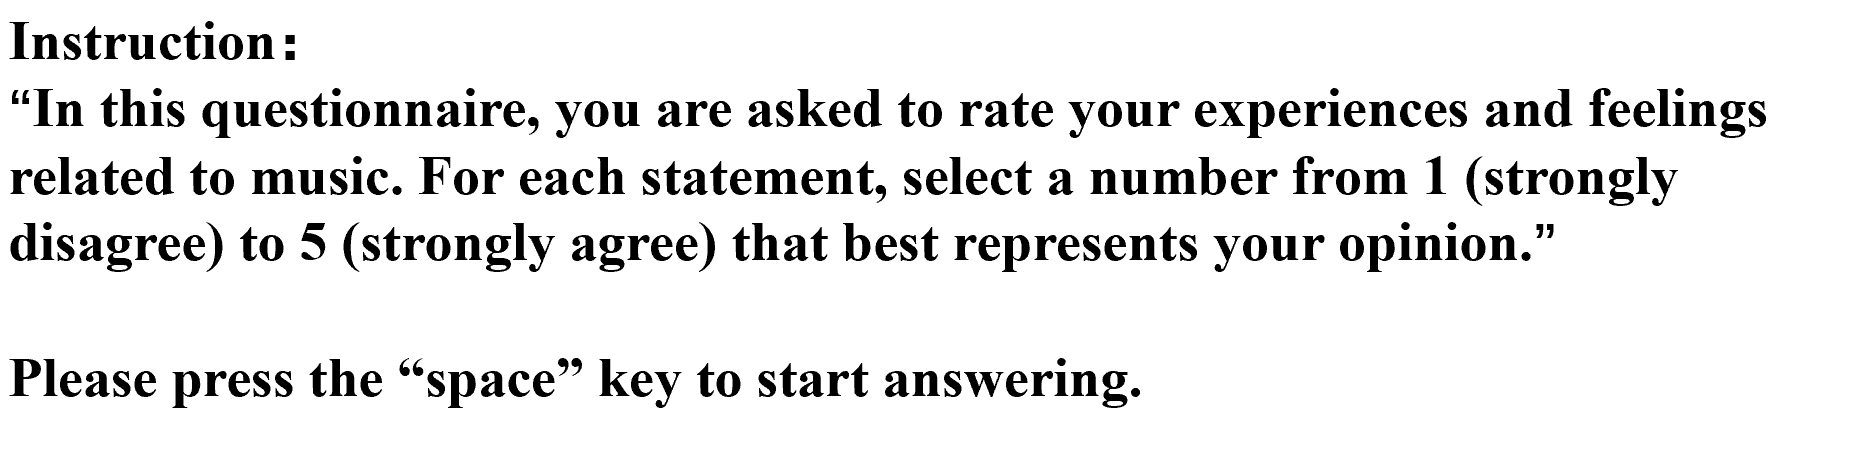 Instruction:
“In this questionnaire, you are asked to rate your experiences and feelings
related to music. For each statement, select a number from 1 (strongly
disagree) to 5 (strongly agree) that best represents your opinion.”
Please press the “space” key to start answering.